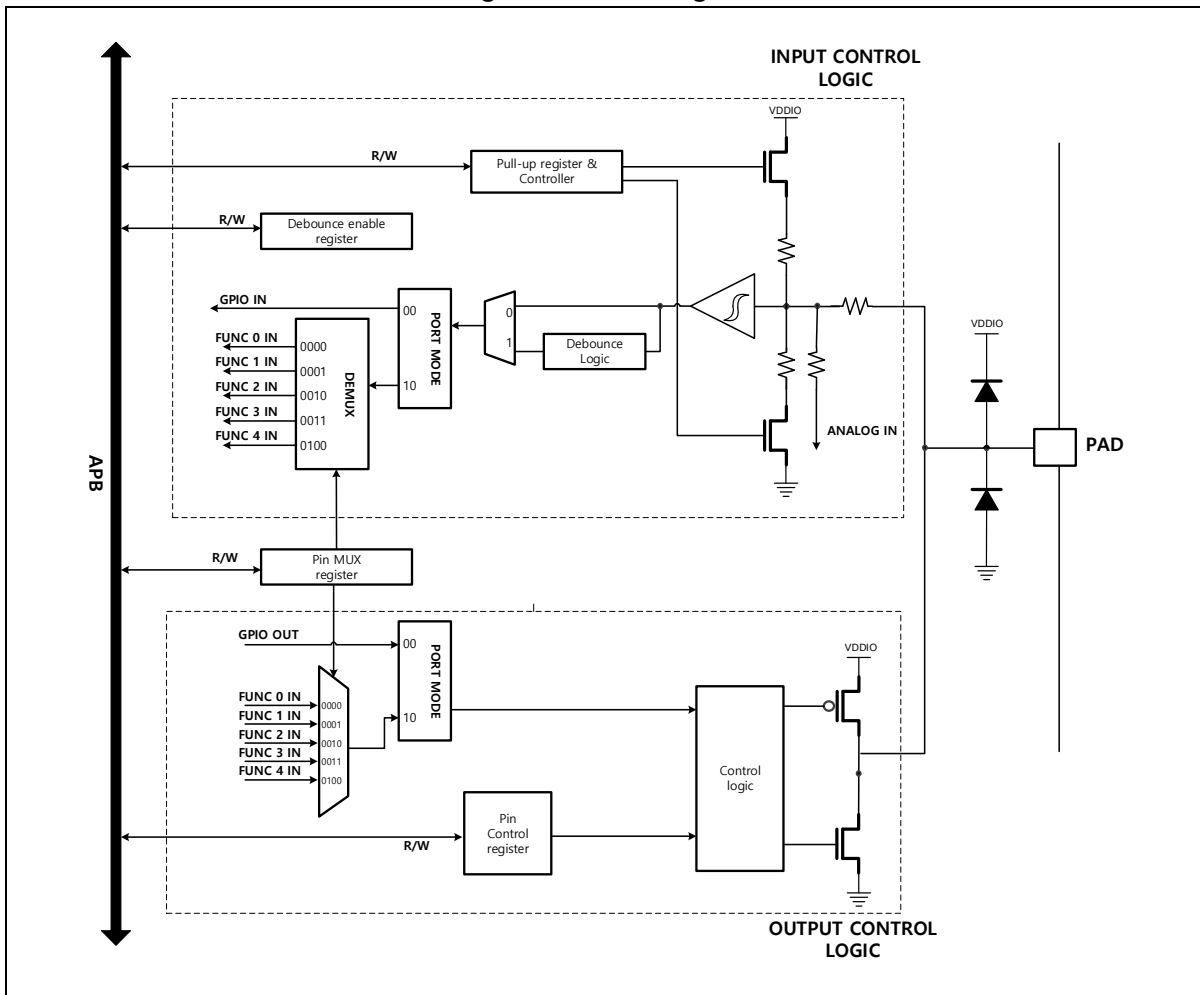 INPUT CONTROL
LOGIC
VDDIO
R/W
Pull-up register &
Controller
R/W
Debounce enable
register
GPIO IN
00
PORT MODE
10
0
1
Debounce
Logic
FUNC 0 IN
FUNC 1 IN
FUNC 2 IN
FUNC 3 IN
FUNC 4 IN
0000
0001
0010
0011
0100
DEMUX
ANALOG IN
VDDIO
PAD
APB
R/W
Pin MUX
register
GPIO OUT
00
PORT MODE
10
FUNC 0 IN
FUNC 1 IN
FUNC 2 IN
FUNC 3 IN
FUNC 4 IN
0000
0001
0010
0011
0100
VDDIO
Control
logic
Pin
Control
register
R/W
OUTPUT CONTROL
LOGIC